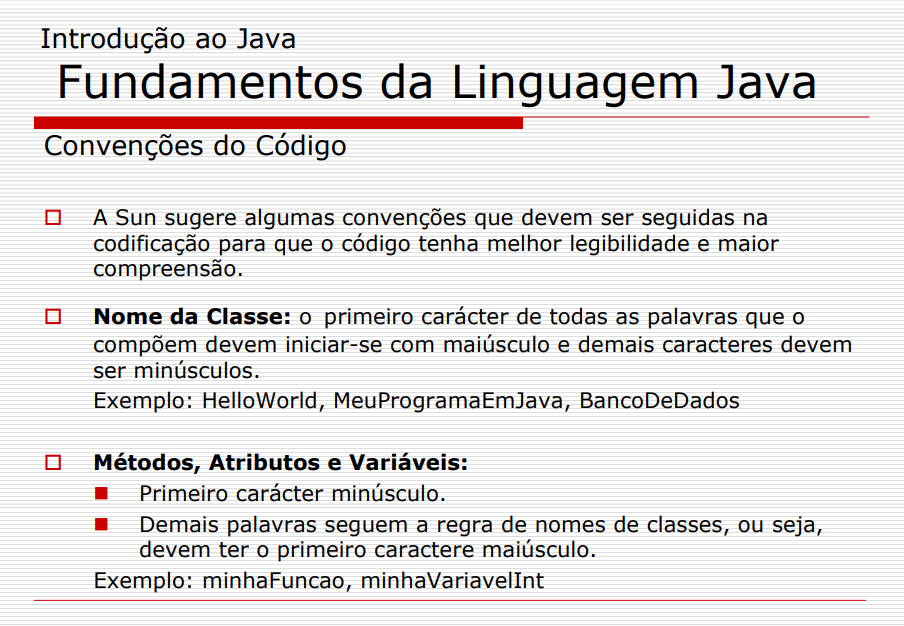 Introdução ao Java
Fundamentos da Linguagem Java
Convenções do Código
A Sun sugere algumas convenções que devem ser seguidas na
codificação para que o código tenha melhor legibilidade e maior
compreensão.
Nome da Classe: o primeiro carácter de todas as palavras que o
compõem devem iniciar-se com maiúsculo e demais caracteres devem
ser minúsculos.
Exemplo: HelloWorld, MeuProgramaEmJava, BancoDeDados
Métodos, Atributos e Variáveis:
Primeiro carácter minúsculo.
Demais palavras seguem a regra de nomes de classes, ou seja,
devem ter o primeiro caractere maiúsculo.
Exemplo: minhaFuncao, minhaVariavelInt